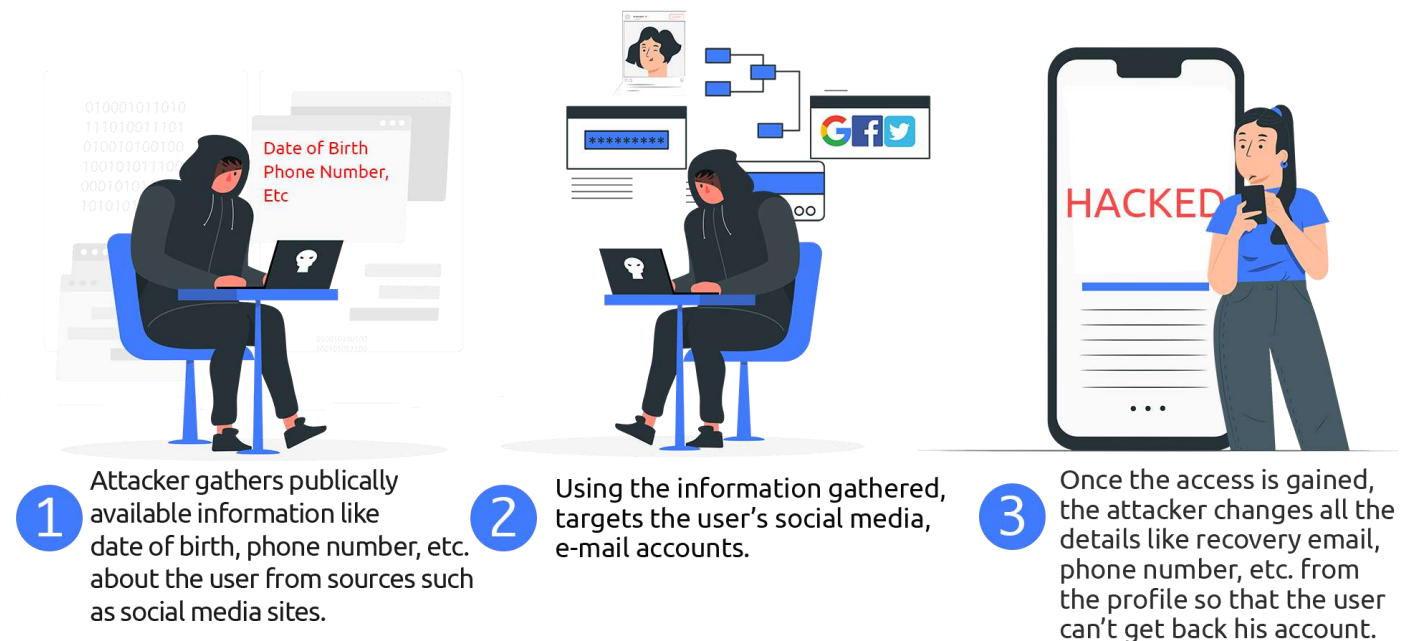 010001011010
111010011101
010010100100
Date of Birth
Phone Number,
Etc
*********
HACKED
1
Attacker gathers publically
available information like
date of birth, phone number, etc.
about the user from sources such
as social media sites.
2
Using the information gathered,
targets the user's social media,
e-mail accounts.
3
Once the access is gained,
the attacker changes all the
details like recovery email,
phone number, etc. from
the profile so that the user
can't get back his account.